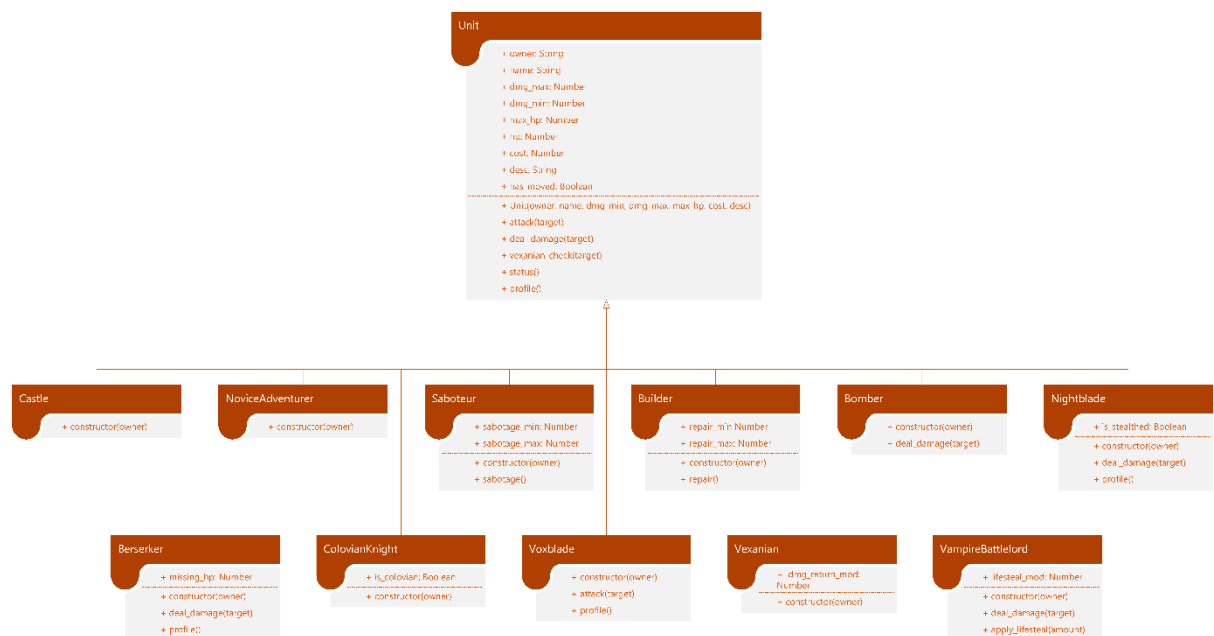 Unit
+ owner: String
+ name: String
+ dmg_max: Number
+ dmg_min: Number
+ max_hp: Number
+ hp: Number
+ cost: Number
+ desc: String
+ has_moved: Boolean
+ Unit(owner, name, dmg_min, dmg_max, max_hp, cost, desc)
+ attack(target)
+ deal_damage(target)
+ vexanian_check(target)
+ status()
+ profile()
Castle
+ constructor(owner)
NoviceAdventurer
+ constructor(owner)
Saboteur
+ sabotage_min: Number
+ sabotage_max: Number
+ constructor(owner)
+ sabotage()
Builder
+ repair_min Number
+ repair_max: Number
+ constructor(owner)
+ repair()
Bomber
+ constructor(owner)
+ deal_damage(target)
Nightblade
+ is_stealthed: Boolean
+ constructor(owner)
+ deal_damage(target)
+ profile()
Berserker
+ missing_hp: Number
+ constructor(owner)
+ deal_damage(target)
+ profile()
ColovianKnight
+ is_colovian: Boolean
+ constructor(owner)
Voxblade
+ constructor(owner)
+ attack(target)
+ profile()
Vexanian
+ dmg_return_mod:
Number
+ constructor(owner)
VampireBattlelord
+ lifesteal_mod: Number
+ constructor(owner)
+ deal_damage(target)
+ apply_lifesteal(amount)